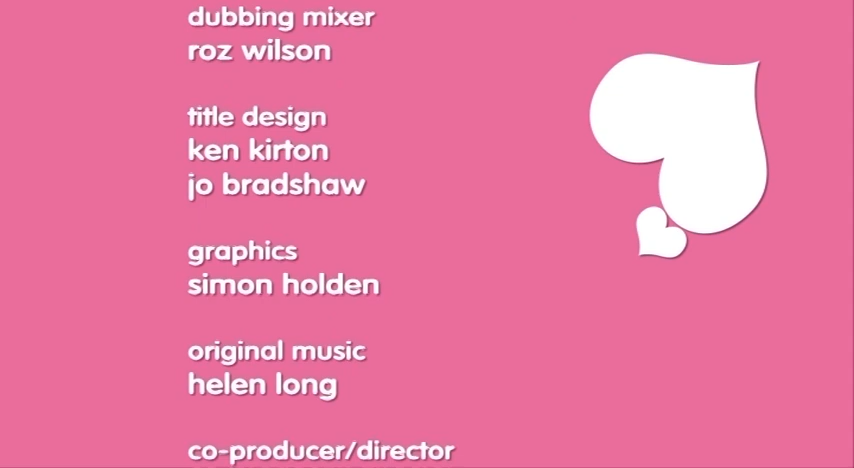 dubbing mixer
roz wilson
title design
ken kirton
jo bradshaw
graphics
simon holden
original music
helen long
co-producer/director